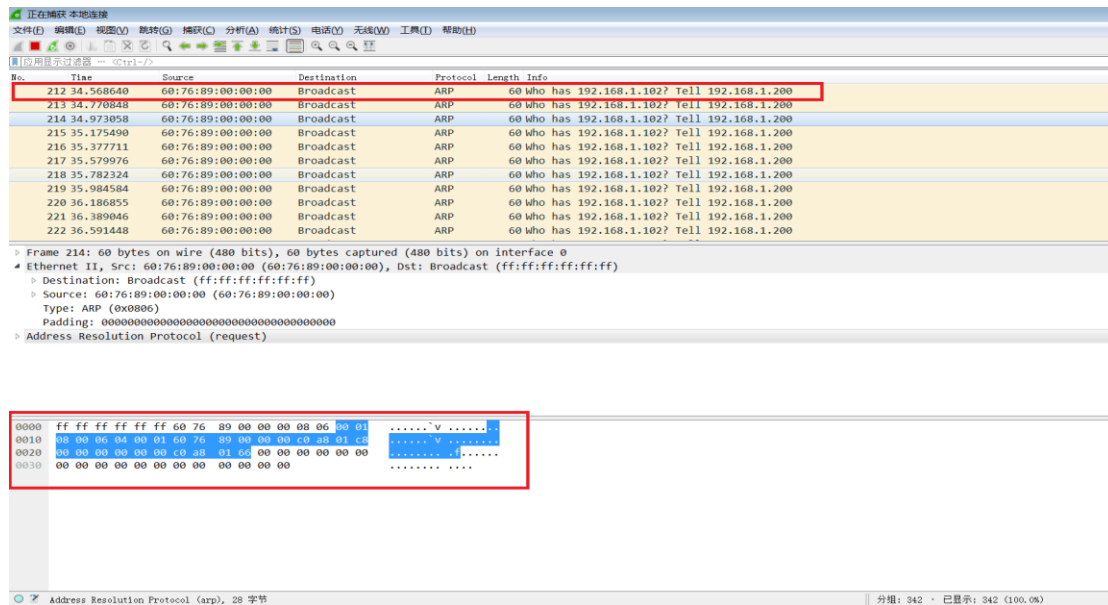 正在捕获 本地连接
文件(F) 编辑(E) 视图(V) 跳转(G) 捕获(C) 分析(A) 统计(S) 电话(Y) 无线(W) 工具(T) 帮助(H)
应用显示过滤器 … <Ctrl-/>
No. Time Source Destination Protocol Length Info
212 34.568640 60:76:89:00:00:00 Broadcast ARP 60 Who has 192.168.1.102? Tell 192.168.1.200
213 34.770848 60:76:89:00:00:00 Broadcast ARP 60 Who has 192.168.1.102? Tell 192.168.1.200
214 34.973058 60:76:89:00:00:00 Broadcast ARP 60 Who has 192.168.1.102? Tell 192.168.1.200
215 35.175490 60:76:89:00:00:00 Broadcast ARP 60 Who has 192.168.1.102? Tell 192.168.1.200
216 35.377711 60:76:89:00:00:00 Broadcast ARP 60 Who has 192.168.1.102? Tell 192.168.1.200
217 35.579976 60:76:89:00:00:00 Broadcast ARP 60 Who has 192.168.1.102? Tell 192.168.1.200
218 35.782324 60:76:89:00:00:00 Broadcast ARP 60 Who has 192.168.1.102? Tell 192.168.1.200
219 35.984584 60:76:89:00:00:00 Broadcast ARP 60 Who has 192.168.1.102? Tell 192.168.1.200
220 36.186855 60:76:89:00:00:00 Broadcast ARP 60 Who has 192.168.1.102? Tell 192.168.1.200
221 36.389046 60:76:89:00:00:00 Broadcast ARP 60 Who has 192.168.1.102? Tell 192.168.1.200
222 36.591448 60:76:89:00:00:00 Broadcast ARP 60 Who has 192.168.1.102? Tell 192.168.1.200
Frame 214: 60 bytes on wire (480 bits), 60 bytes captured (480 bits) on interface 0
Ethernet II, Src: 60:76:89:00:00:00 (60:76:89:00:00:00), Dst: Broadcast (ff:ff:ff:ff:ff:ff)
Destination: Broadcast (ff:ff:ff:ff:ff:ff)
Source: 60:76:89:00:00:00 (60:76:89:00:00:00)
Type: ARP (0x0806)
Padding: 000000000000000000000000000000000000
Address Resolution Protocol (request)
0000 ff ff ff ff ff ff 60 76 89 00 00 00 08 06 00 01 ......`v ........
0010 08 00 06 04 00 01 60 76 89 00 00 00 c0 a8 01 c8 ......`v ........
0020 00 00 00 00 00 00 c0 a8 01 66 00 00 00 00 00 00 ........ .f......
0030 00 00 00 00 00 00 00 00 00 00 00 00 ........ ....
Address Resolution Protocol (arp), 28 字节
分组: 342 · 已显示: 342 (100.0%)